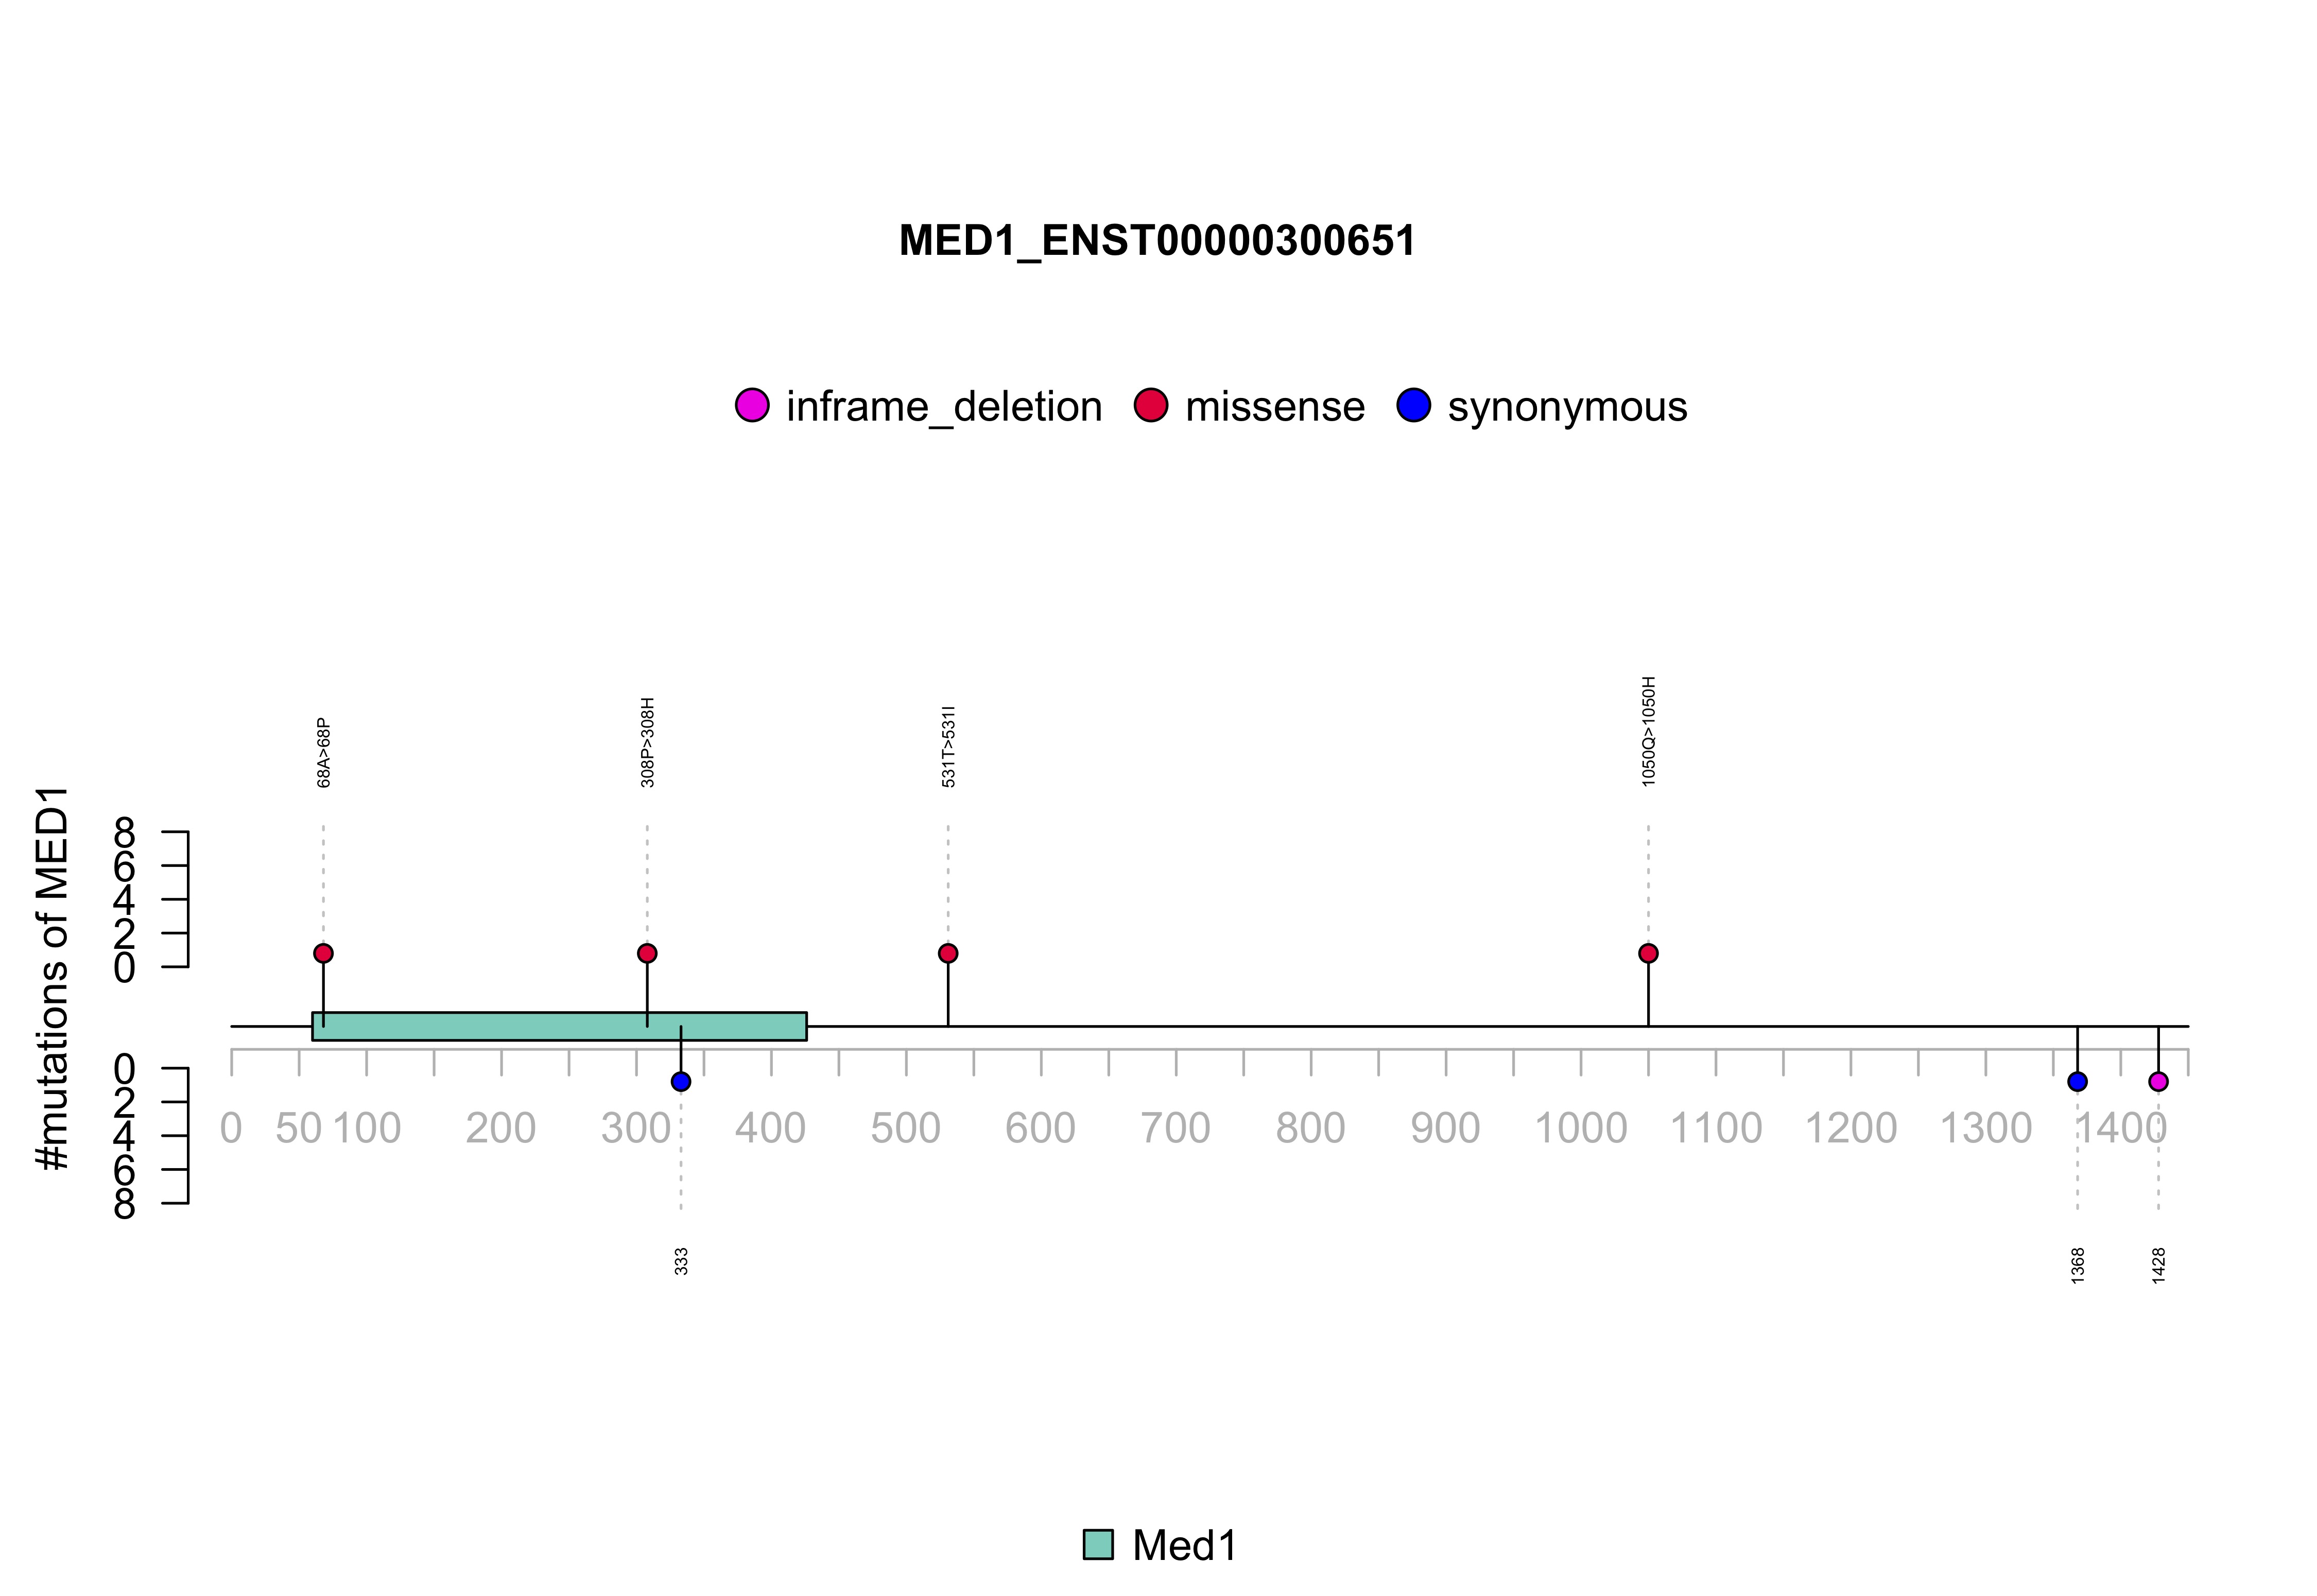 MED1_ENST00000300651
inframe_deletion missense synonymous
68A>68P
308P>308H
531T>531I
1050Q>1050H
#mutations of MED1
8
6
4
2
0
0
2
4
6
8
0 50 100 200 300 400 500 600 700 800 900 1000 1100 1200 1300 1400
333
1368
1428
Med1